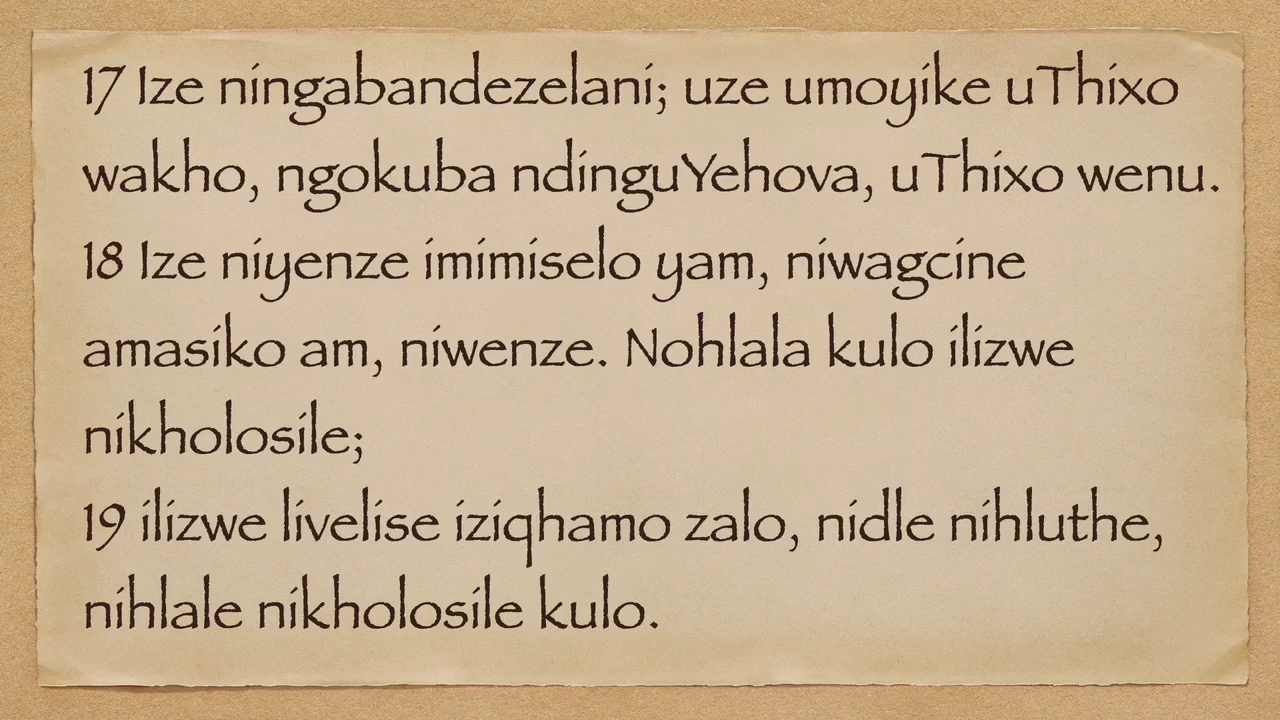 17 Ize ningabandezelani; uze umoyike uThixo
wakho, ngokuba ndinguYehova, uThixo wenu.
18 Ize niyenze imimiselo yam, niwagcine
amasiko am, niwenze. Nohlala kulo ilizwe
nikholosile;
19 ilizwe livelise iziqhamo zalo, nidle nihluthe,
nihlale nikholosile kulo.